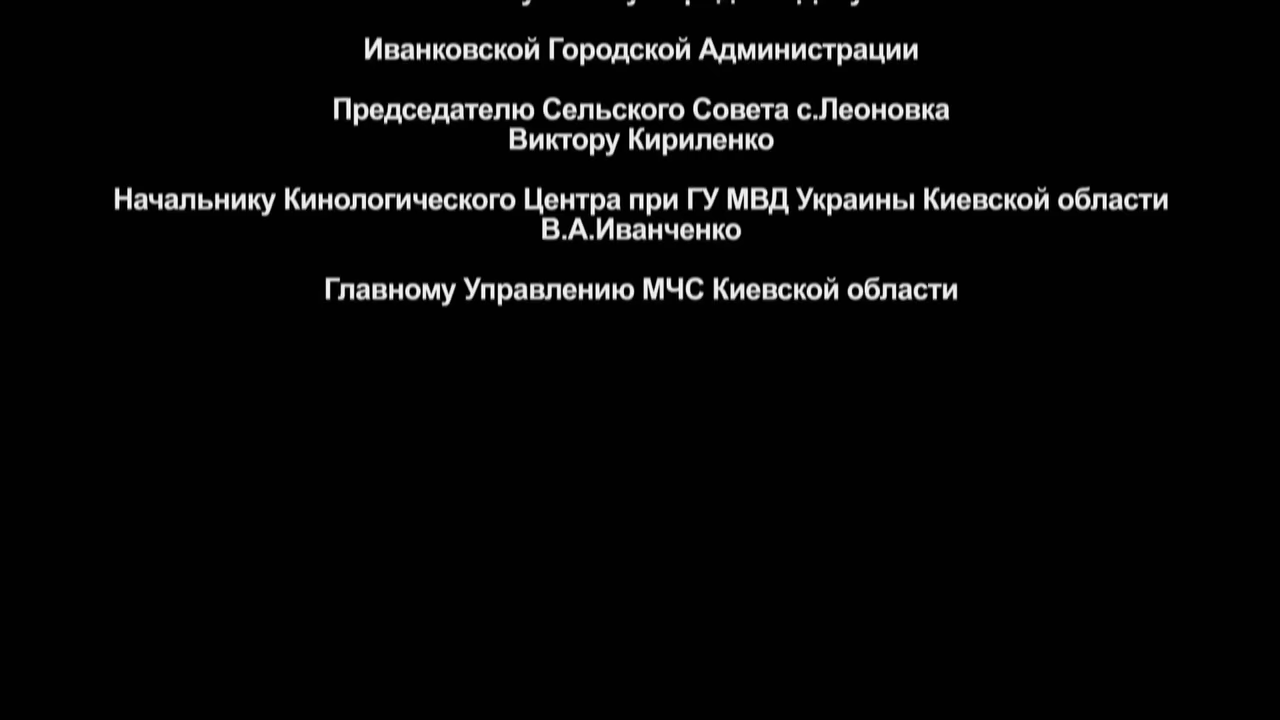 Иванковской Городской Администрации
Председателю Сельского Совета с.Леоновка
Виктору Кириленко
Начальнику Кинологического Центра при ГУ МВД Украины Киевской области
В.А.Иванченко
Главному Управлению МЧС Киевской области